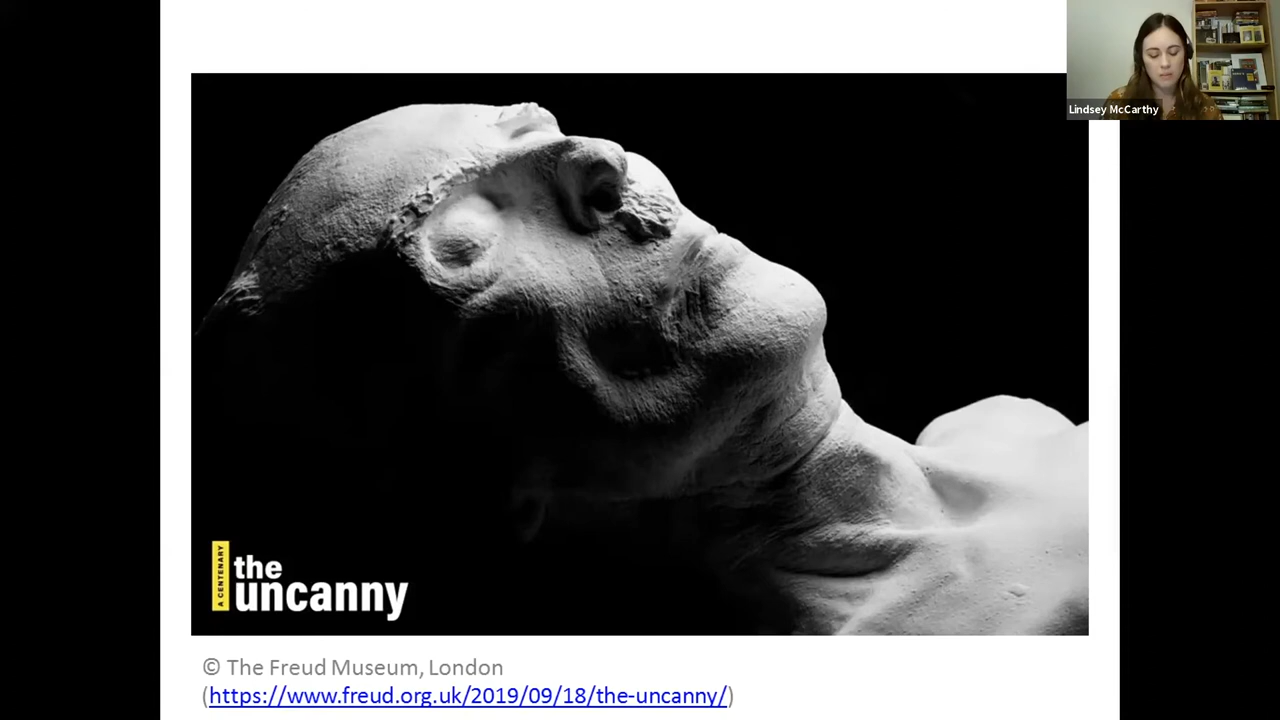 Lindsey McCarthy
A CENTENARY
the
uncanny
© The Freud Museum, London
(https://www.freud.org.uk/2019/09/18/the-uncanny/)